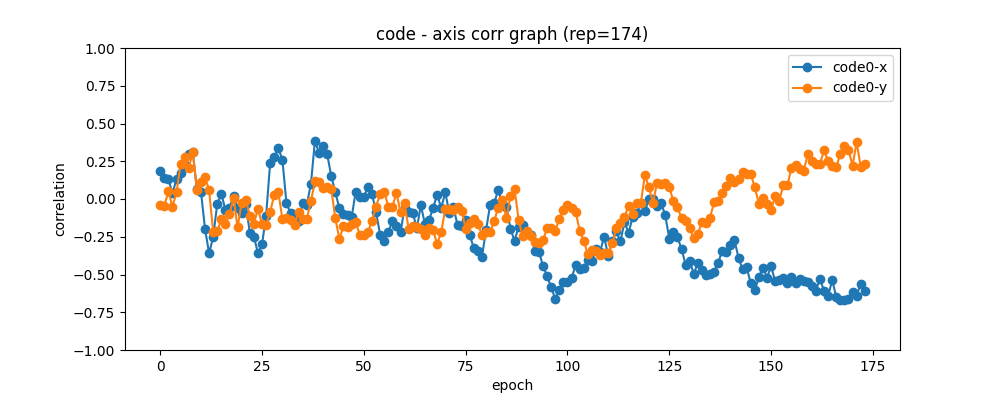 code - axis corr graph (rep=174)
1.00
0.75
0.50
0.25
0.00
−0.25
−0.50
−0.75
−1.00
correlation
code0-x
code0-y
0 25 50 75 100 125 150 175
epoch